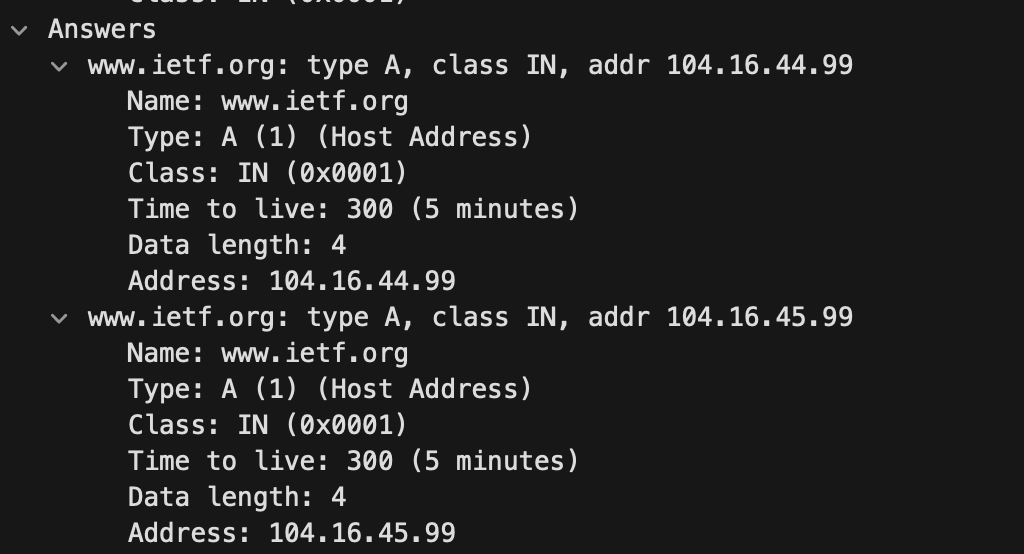 Answers
www.ietf.org: type A, class IN, addr 104.16.44.99
Name: www.ietf.org
Type: A (1) (Host Address)
Class: IN (0x0001)
Time to live: 300 (5 minutes)
Data length: 4
Address: 104.16.44.99
www.ietf.org: type A, class IN, addr 104.16.45.99
Name: www.ietf.org
Type: A (1) (Host Address)
Class: IN (0x0001)
Time to live: 300 (5 minutes)
Data length: 4
Address: 104.16.45.99